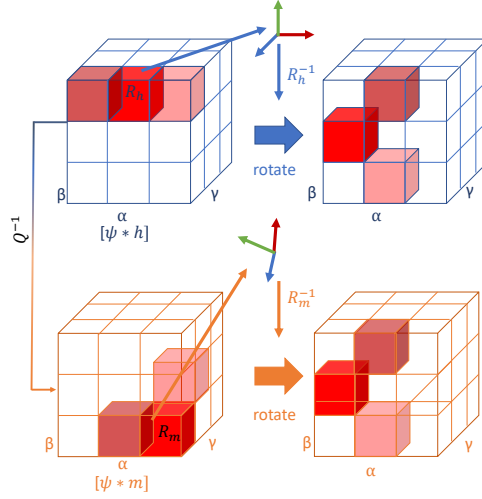 R_h
R_h^{-1}
rotate
β
γ
α
[ψ * h]
β
γ
α
Q^{-1}
R_m^{-1}
rotate
R_m
β
γ
α
[ψ * m]
β
γ
α